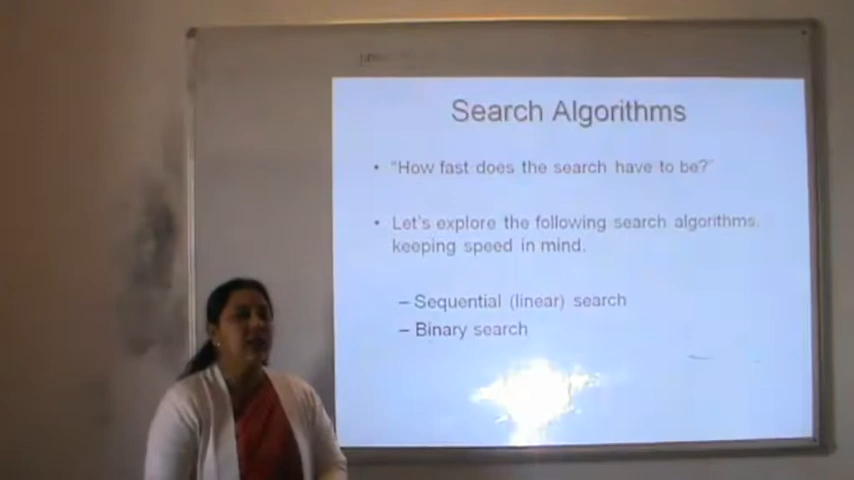 Search Algorithms
• "How fast does the search have to be?"
• Let's explore the following search algorithms,
keeping speed in mind.
– Sequential (linear) search
– Binary search